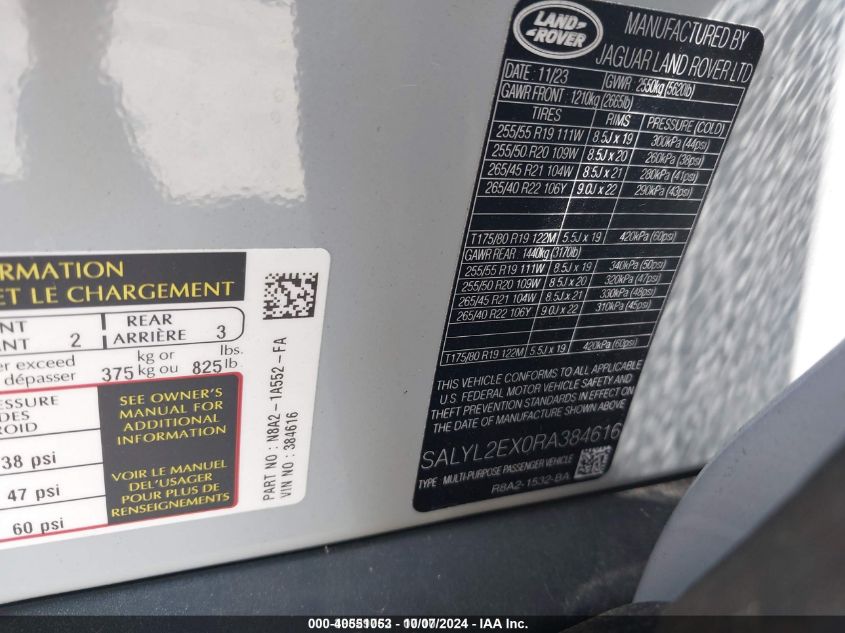 LAND
ROVER
MANUFACTURED BY
JAGUAR LAND ROVER LTD
DATE: 11/23 GVWR 2550kg (5620lb)
GAWR FRONT: 1210kg (2665lb)
TIRES RIMS PRESSURE (COLD)
255/55 R19 111W 8.5J x 19 300kPa (44psi)
255/50 R20 109W 8.5J x 20 260kPa (38psi)
265/45 R21 104W 8.5J x 21 280kPa (41psi)
265/40 R22 106Y 9.0J x 22 290kPa (43psi)
T175/80 R19 122M 5.5J x 19 420kPa (60psi)
GAWR REAR 1440kg (3170lb)
255/55 R19 111W 8.5J x 19 340kPa (50psi)
255/50 R20 109W 8.5J x 20 320kPa (47psi)
265/45 R21 104W 8.5J x 21 330kPa (48psi)
265/40 R22 106Y 9.0J x 22 310kPa (45psi)
T175/80 R19 122M 5.5J x 19 420kPa (60psi)
THIS VEHICLE CONFORMS TO ALL APPLICABLE
U.S. FEDERAL MOTOR VEHICLE SAFETY AND
THEFT PREVENTION STANDARDS IN EFFECT ON
THE DATE OF MANUFACTURE SHOWN ABOVE
SALYL2EX0RA384616
TYPE MULTI-PURPOSE PASSENGER VEHICLE
R8A2-1532-BA
ORMATION
ET LE CHARGEMENT
NT 2 REAR 3
NT ARRIÈRE
er exceed kg or lbs.
dépasser 375 kg ou 825 lb.
ESSURE
DES
ROID
38 psi
47 psi
60 psi
SEE OWNER'S
MANUAL FOR
ADDITIONAL
INFORMATION
VOIR LE MANUEL
DEL'USAGER
POUR PLUS DE
RENSEIGNEMENTS
PART NO : N8A2-1A552-FA
VIN NO : 384616
000-40551053 - 10/07/2024 - IAAI.com